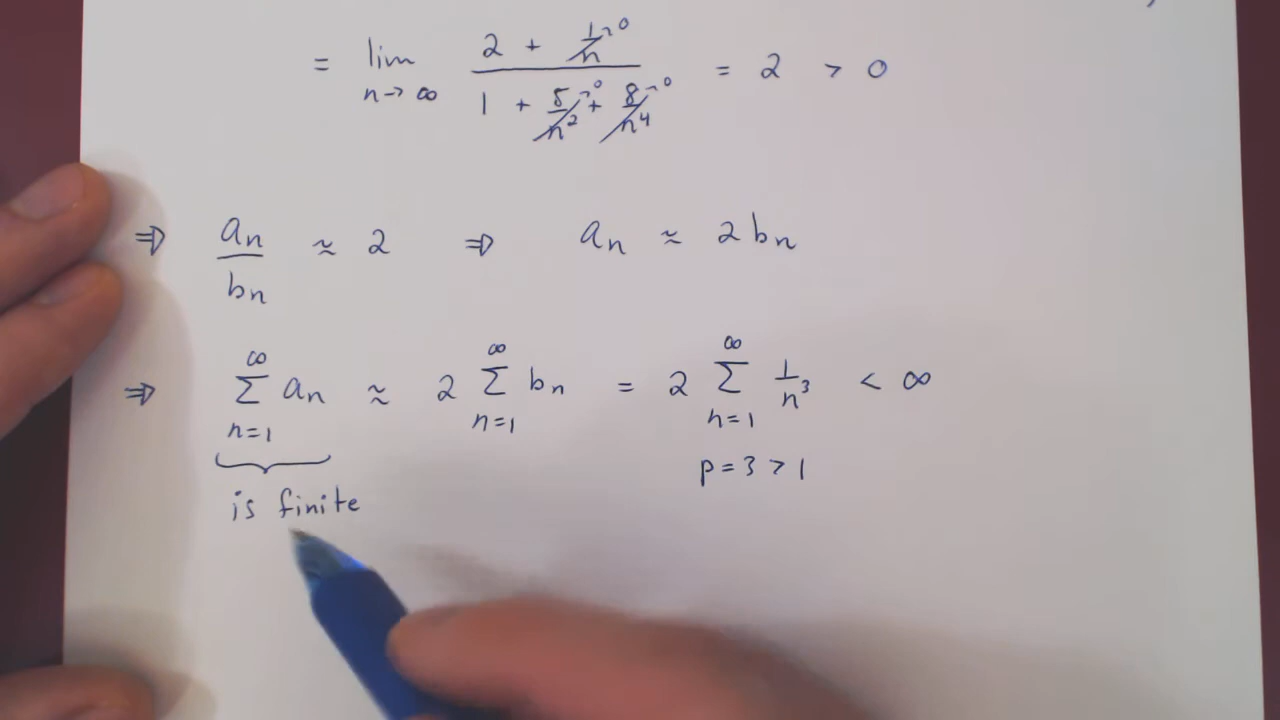 = lim n→∞ (2 + 1/n →0) / (1 + 5/n² →0 + 8/n⁴ →0) = 2 > 0
⇒ aₙ/bₙ ≈ 2 ⇒ aₙ ≈ 2bₙ
⇒ ∞ Σ n=1 aₙ ≈ 2 ∞ Σ n=1 bₙ = 2 ∞ Σ n=1 1/n³ < ∞
p = 3 > 1
is finite